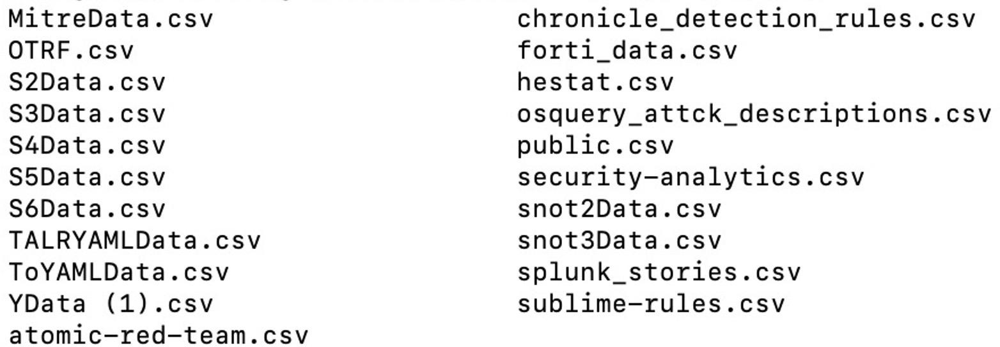 MitreData.csv
OTRF.csv
S2Data.csv
S3Data.csv
S4Data.csv
S5Data.csv
S6Data.csv
TALRYAMLData.csv
ToYAMLData.csv
YData (1).csv
atomic-red-team.csv
chronicle_detection_rules.csv
forti_data.csv
hestat.csv
osquery_attck_descriptions.csv
public.csv
security-analytics.csv
snot2Data.csv
snot3Data.csv
splunk_stories.csv
sublime-rules.csv